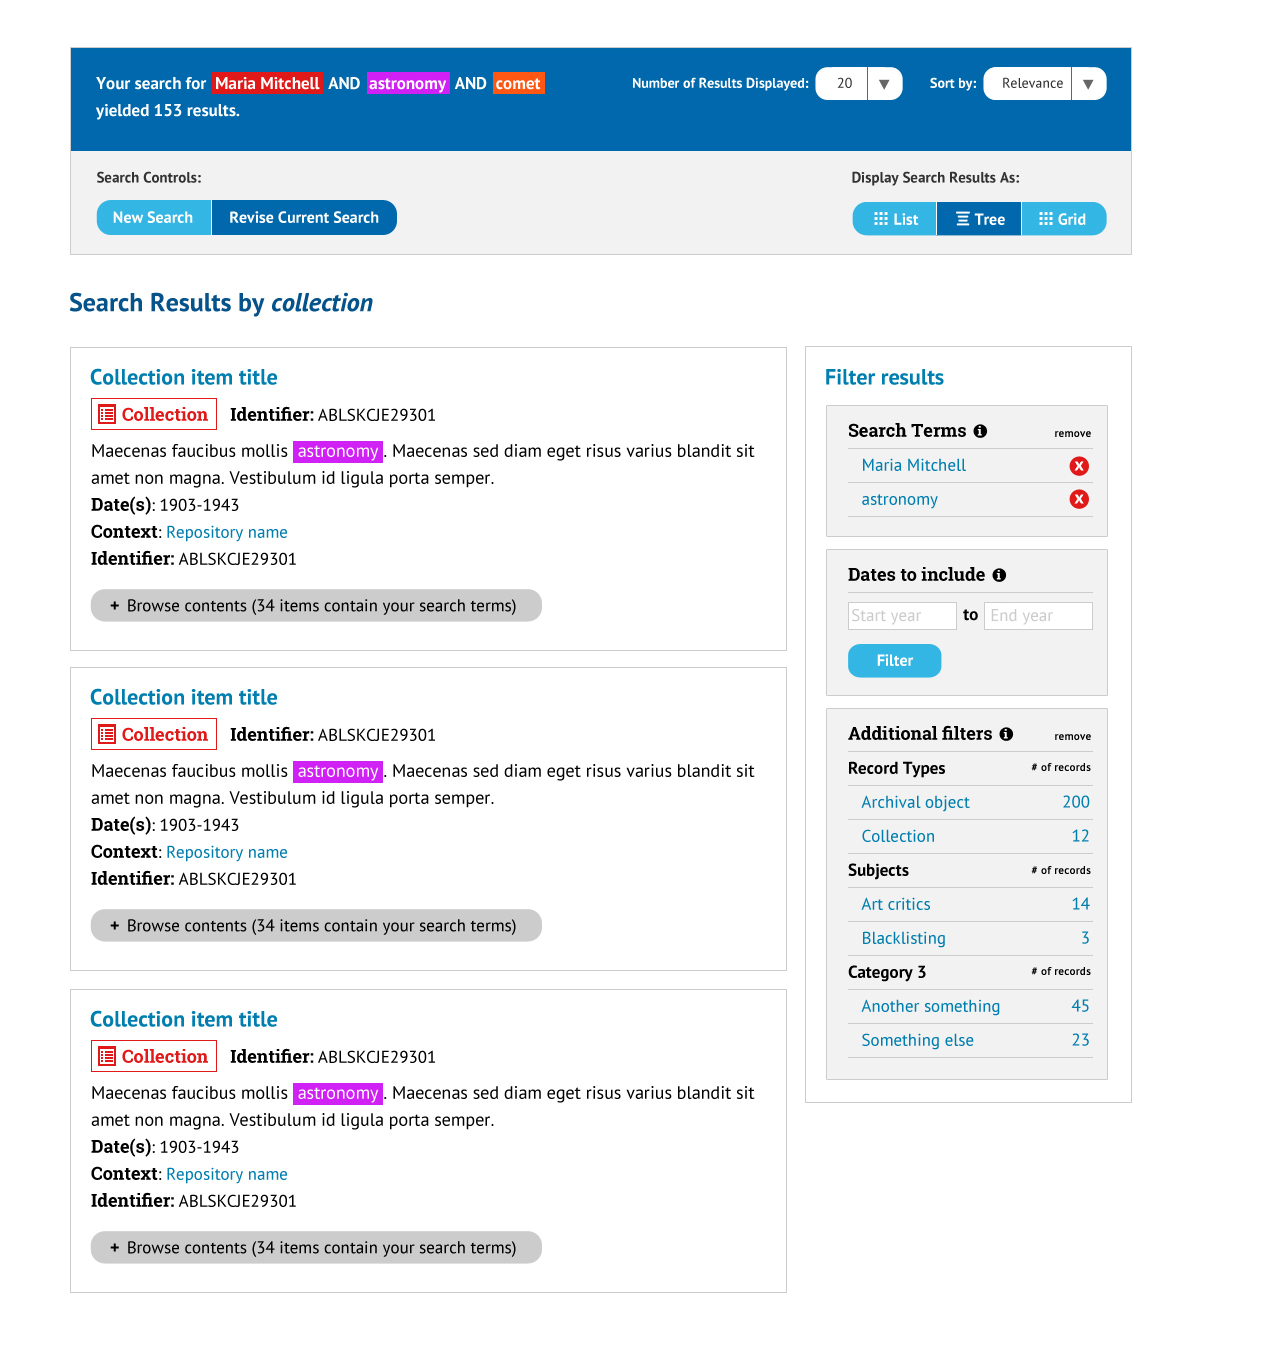 Your search for Maria Mitchell AND astronomy AND comet
yielded 153 results.
Number of Results Displayed: 20 ▼ Sort by: Relevance ▼
Search Controls:
New Search Revise Current Search
Display Search Results As:
List Tree Grid
Search Results by collection
Collection item title
Collection Identifier: ABLSKCJE29301
Maecenas faucibus mollis astronomy. Maecenas sed diam eget risus varius blandit sit
amet non magna. Vestibulum id ligula porta semper.
Date(s): 1903-1943
Context: Repository name
Identifier: ABLSKCJE29301
+ Browse contents (34 items contain your search terms)
Collection item title
Collection Identifier: ABLSKCJE29301
Maecenas faucibus mollis astronomy. Maecenas sed diam eget risus varius blandit sit
amet non magna. Vestibulum id ligula porta semper.
Date(s): 1903-1943
Context: Repository name
Identifier: ABLSKCJE29301
+ Browse contents (34 items contain your search terms)
Collection item title
Collection Identifier: ABLSKCJE29301
Maecenas faucibus mollis astronomy. Maecenas sed diam eget risus varius blandit sit
amet non magna. Vestibulum id ligula porta semper.
Date(s): 1903-1943
Context: Repository name
Identifier: ABLSKCJE29301
+ Browse contents (34 items contain your search terms)
Filter results
Search Terms i remove
Maria Mitchell X
astronomy X
Dates to include i
Start year to End year
Filter
Additional filters i remove
Record Types # of records
Archival object 200
Collection 12
Subjects # of records
Art critics 14
Blacklisting 3
Category 3 # of records
Another something 45
Something else 23